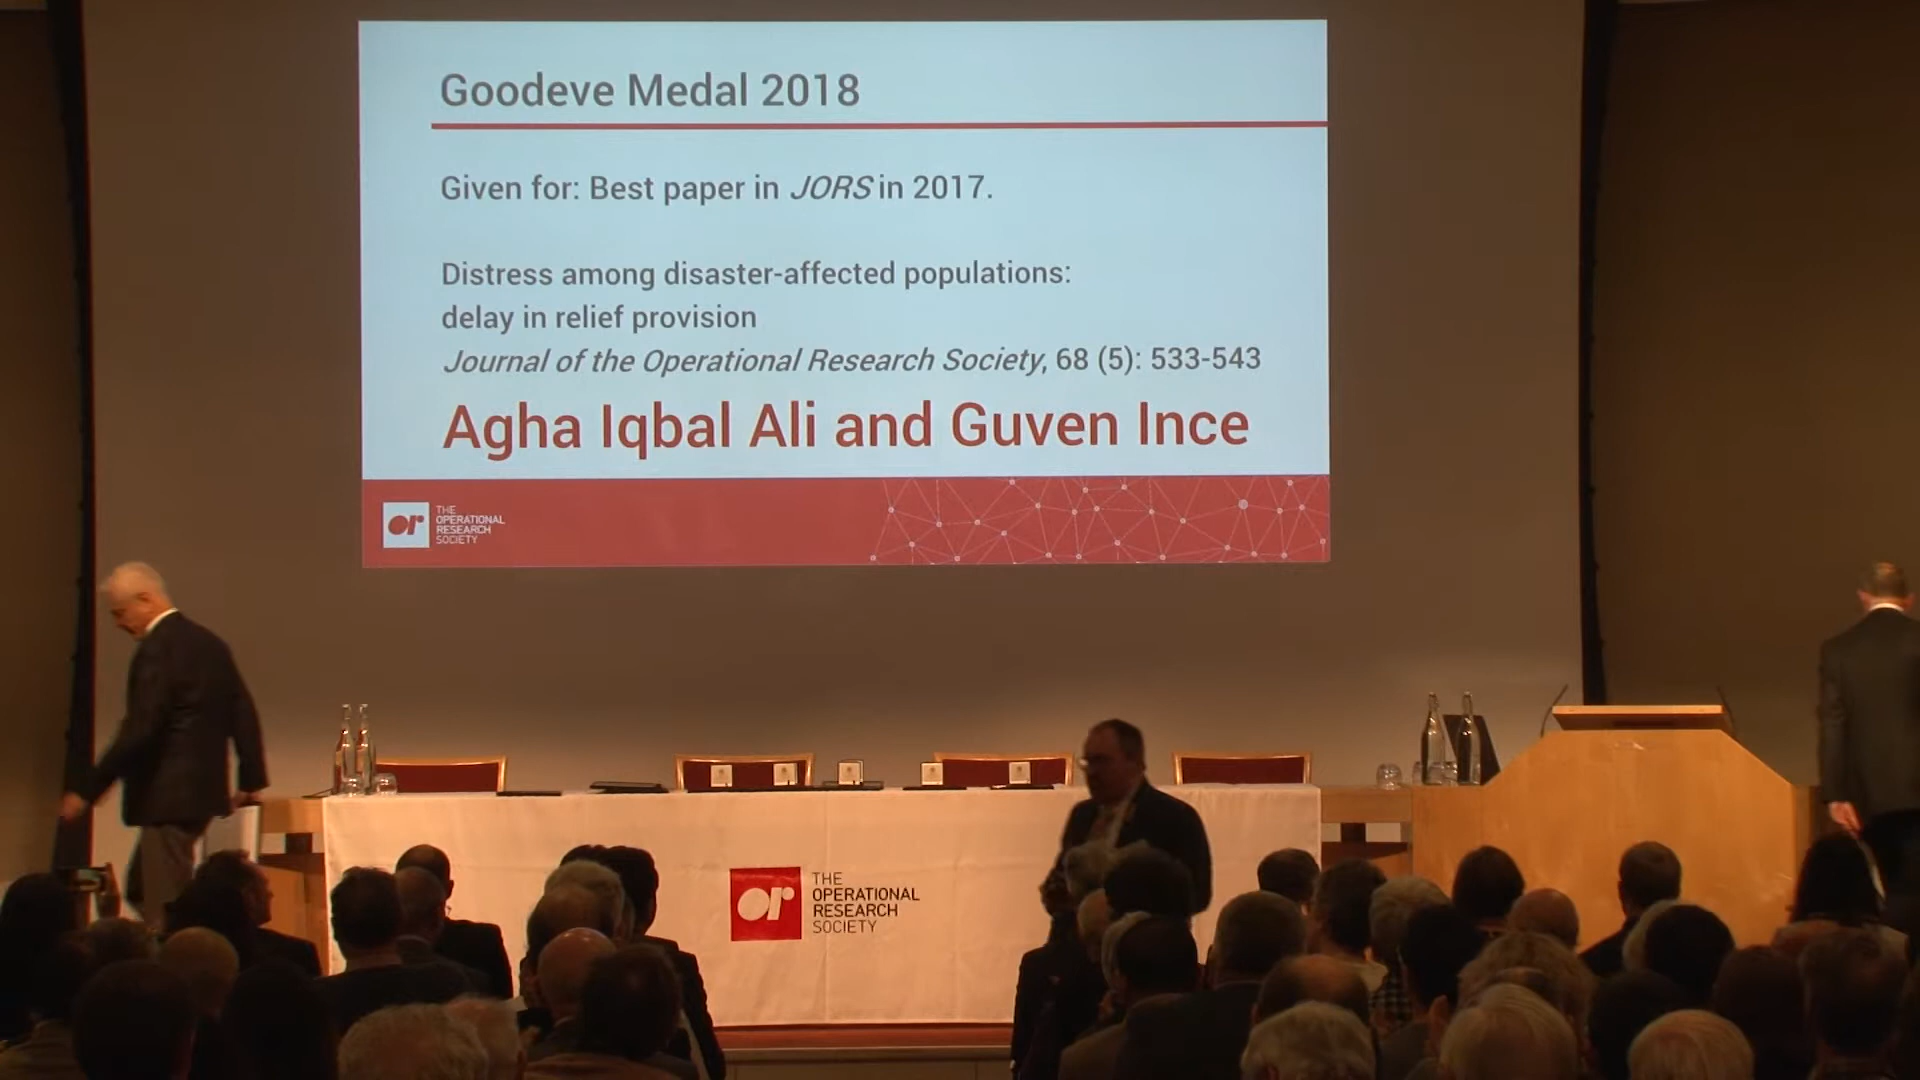 Goodeve Medal 2018
Given for: Best paper in JORS in 2017.
Distress among disaster-affected populations:
delay in relief provision
Journal of the Operational Research Society, 68 (5): 533-543
Agha Iqbal Ali and Guven Ince
or
THE
OPERATIONAL
RESEARCH
SOCIETY
or
THE
OPERATIONAL
RESEARCH
SOCIETY